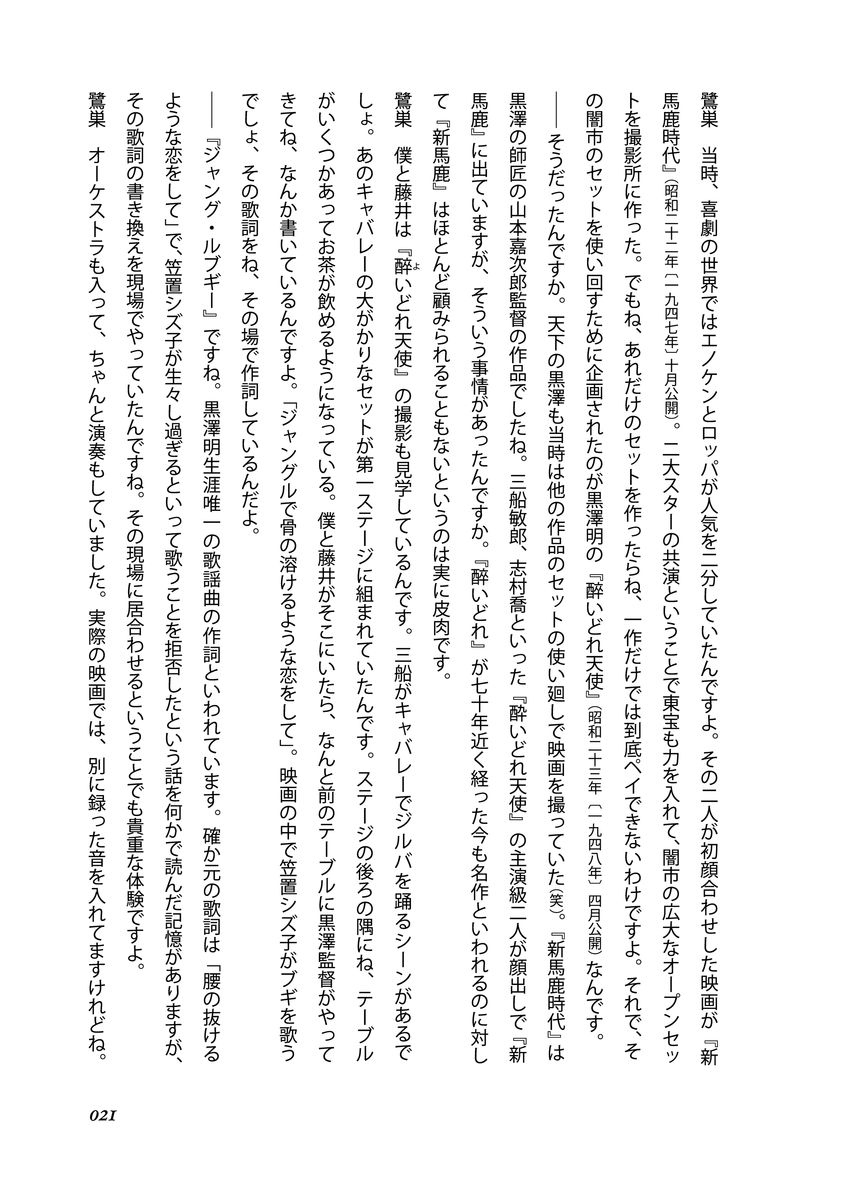 鷺巣　当時、喜劇の世界ではエノケンとロッパが人気を二分していたんですよ。その二人が初顔合わせした映画が『新
馬鹿時代』（昭和二十二年〔一九四七年〕十月公開）。二大スターの共演ということで東宝も力を入れて、闇市の広大なオープンセッ
トを撮影所に作った。でもね、あれだけのセットを作ったらね、一作だけでは到底ペイできないわけですよ。それで、そ
の闇市のセットを使い回すために企画されたのが黒澤明の『酔いどれ天使』（昭和二十三年〔一九四八年〕四月公開）なんです。
――そうだったんですか。天下の黒澤も当時は他の作品のセットの使い廻しで映画を撮っていた（笑）。『新馬鹿時代』は
黒澤の師匠の山本嘉次郎監督の作品でしたね。三船敏郎、志村喬といった『酔いどれ天使』の主演級二人が顔出しで『新
馬鹿』に出ていますが、そういう事情があったんですか。『酔いどれ』が七十年近く経った今も名作といわれるのに対し
て『新馬鹿』はほとんど顧みられることもないというのは実に皮肉です。
鷺巣　僕と藤井は『醉いどれ天使』の撮影も見学しているんです。三船がキャバレーでジルバを踊るシーンがあるで
しょ。あのキャバレーの大がかりなセットが第一ステージに組まれていたんです。ステージの後ろの隅にね、テーブル
がいくつかあってお茶が飲めるようになっている。僕と藤井がそこにいたら、なんと前のテーブルに黒澤監督がやって
きてね、なんか書いているんですよ。「ジャングルで骨の溶けるような恋をして」。映画の中で笠置シズ子がブギを歌う
でしょ、その歌詞をね、その場で作詞しているんだよ。
――『ジャング・ルブギー』ですね。黒澤明生涯唯一の歌謡曲の作詞といわれています。確か元の歌詞は「腰の抜ける
ような恋をして」で、笠置シズ子が生々し過ぎるといって歌うことを拒否したという話を何かで読んだ記憶がありますが、
その歌詞の書き換えを現場でやっていたんですね。その現場に居合わせるということでも貴重な体験ですよ。
鷺巣　オーケストラも入って、ちゃんと演奏もしていました。実際の映画では、別に録った音を入れてますけれどね。
021